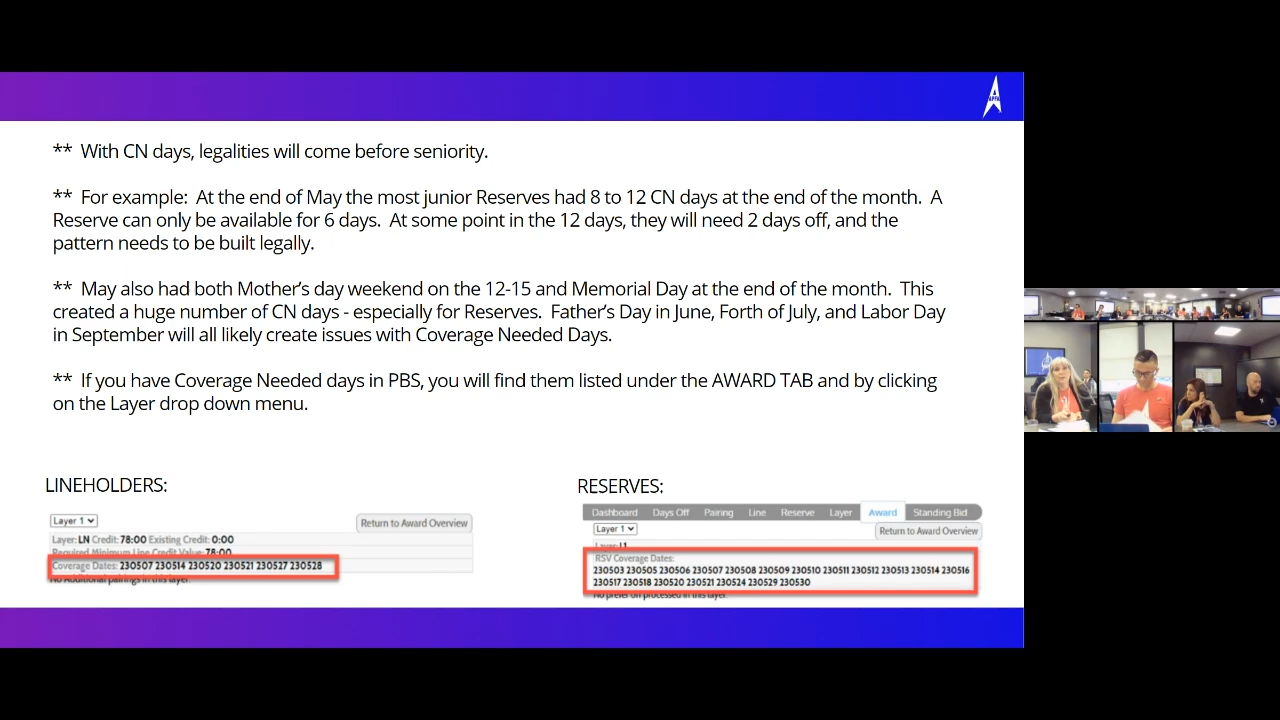 APFA
** With CN days, legalities will come before seniority.
** For example: At the end of May the most junior Reserves had 8 to 12 CN days at the end of the month. A
Reserve can only be available for 6 days. At some point in the 12 days, they will need 2 days off, and the
pattern needs to be built legally.
** May also had both Mother's day weekend on the 12-15 and Memorial Day at the end of the month. This
created a huge number of CN days - especially for Reserves. Father's Day in June, Forth of July, and Labor Day
in September will all likely create issues with Coverage Needed Days.
** If you have Coverage Needed days in PBS, you will find them listed under the AWARD TAB and by clicking
on the Layer drop down menu.
LINEHOLDERS:
Layer 1
Return to Award Overview
Layer: LN Credit: 78:00 Existing Credit: 0:00
Required Minimum Line Credit Value: 78:00
Coverage Dates: 230507 230514 230520 230521 230527 230528
No Additional pairings in this layer.
RESERVES:
Dashboard Days Off Pairing Line Reserve Layer Award Standing Bid
Layer 1
Return to Award Overview
Layer: L1
RSV Coverage Dates:
230503 230505 230506 230507 230508 230509 230510 230511 230512 230513 230514 230516
230517 230518 230520 230521 230524 230529 230530
No prefer off processed in this layer.